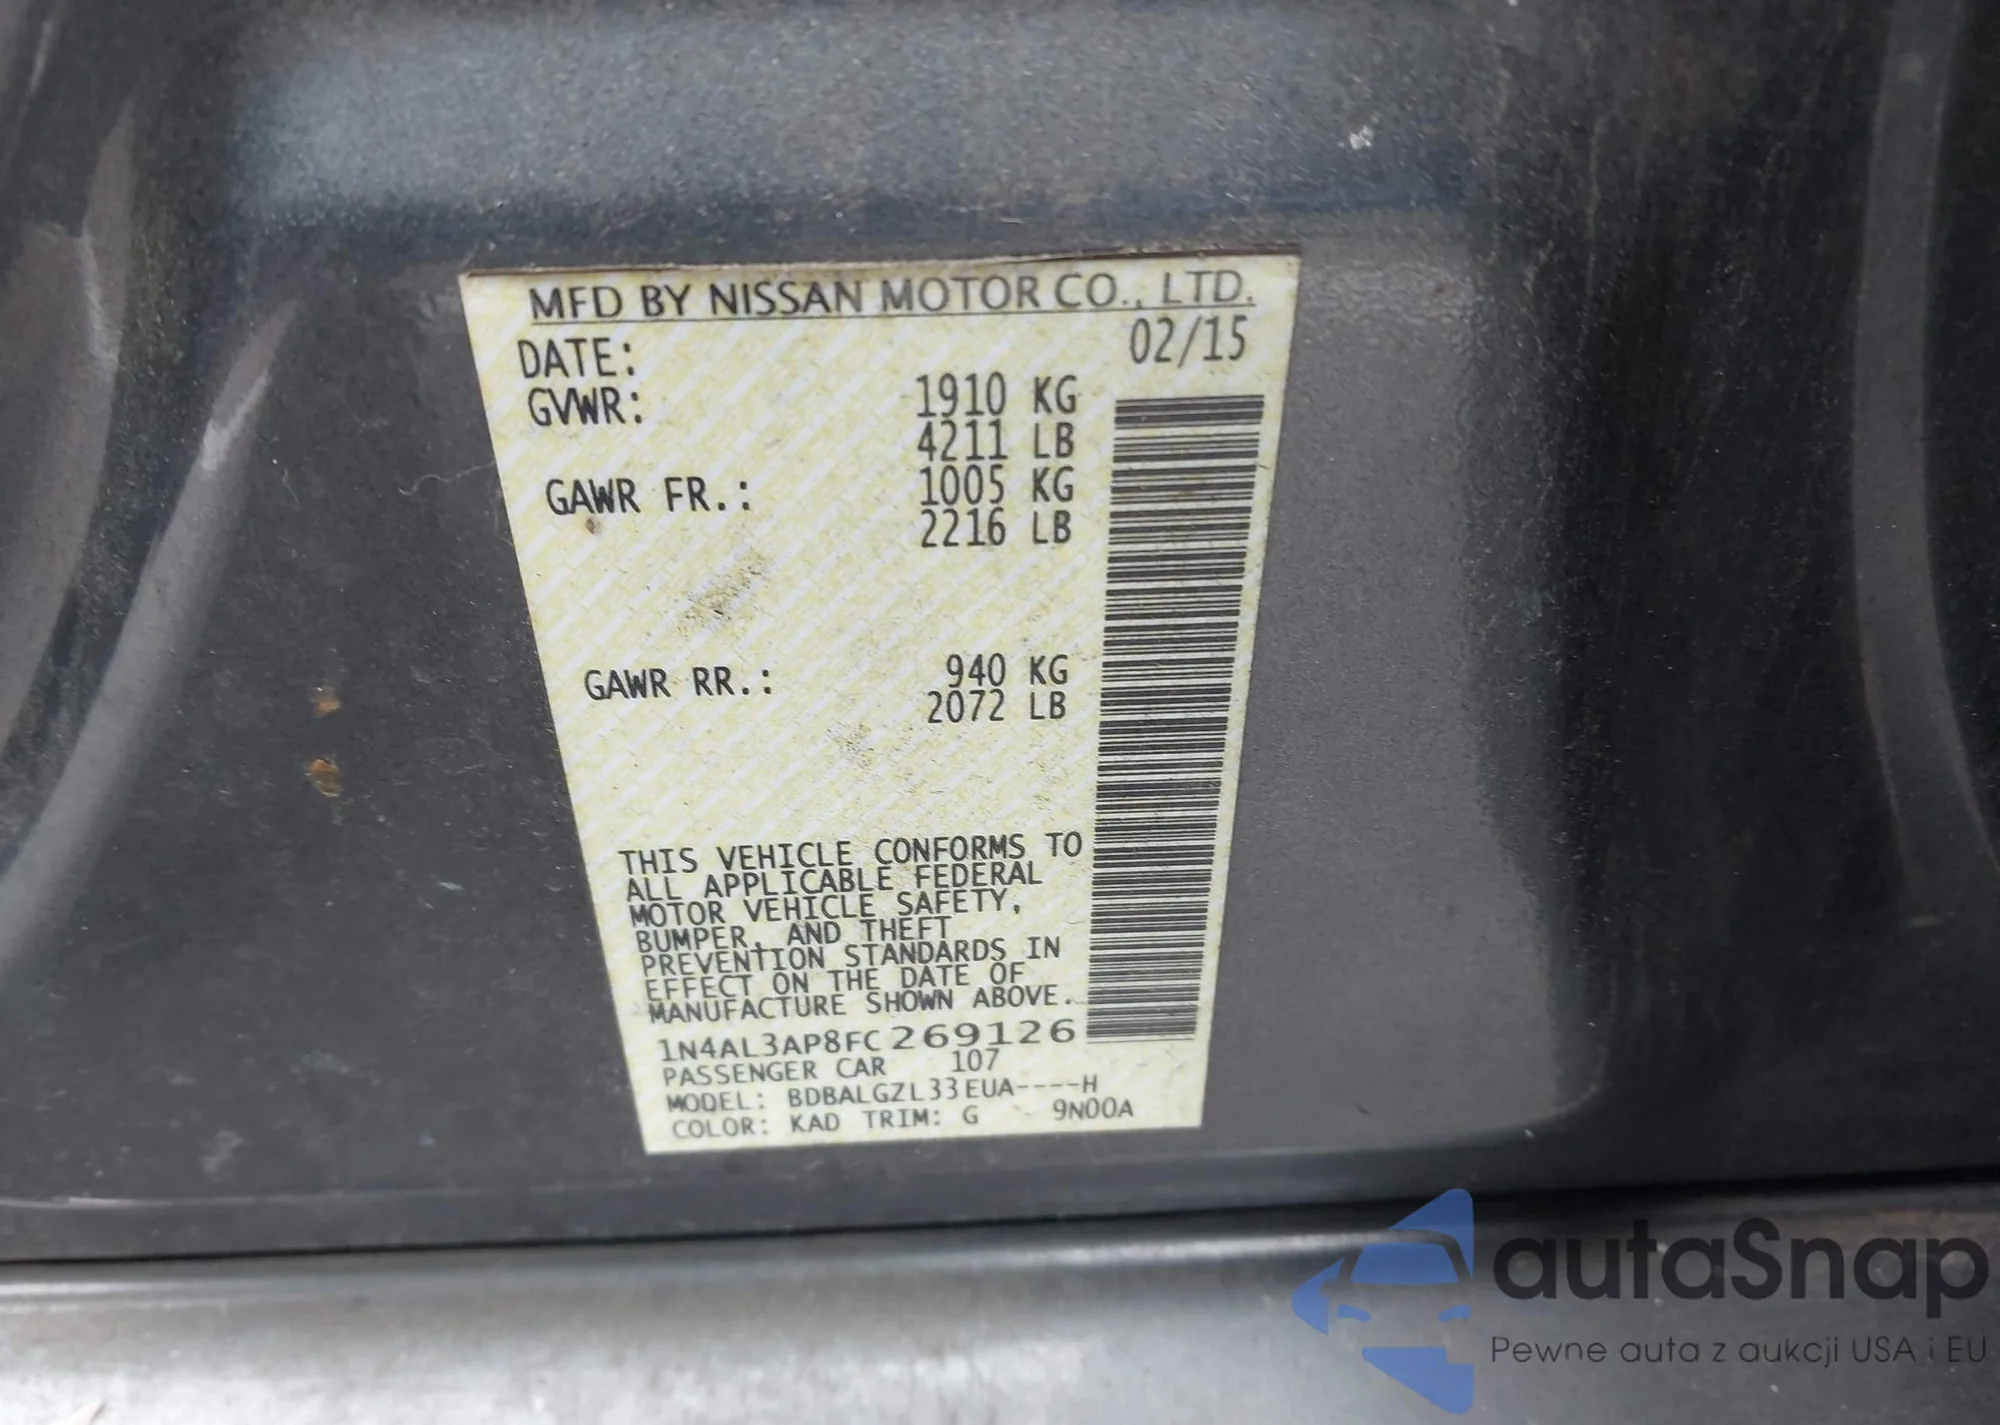 MFD BY NISSAN MOTOR CO., LTD.
DATE: 02/15
GVWR: 1910 KG
4211 LB
GAWR FR.: 1005 KG
2216 LB
GAWR RR.: 940 KG
2072 LB
THIS VEHICLE CONFORMS TO
ALL APPLICABLE FEDERAL
MOTOR VEHICLE SAFETY,
BUMPER, AND THEFT
PREVENTION STANDARDS IN
EFFECT ON THE DATE OF
MANUFACTURE SHOWN ABOVE.
1N4AL3AP8FC269126
PASSENGER CAR 107
MODEL: BDBALGZL33EUA----H
COLOR: KAD TRIM: G 9N00A
autaSnap
Pewne auta z aukcji USA i EU